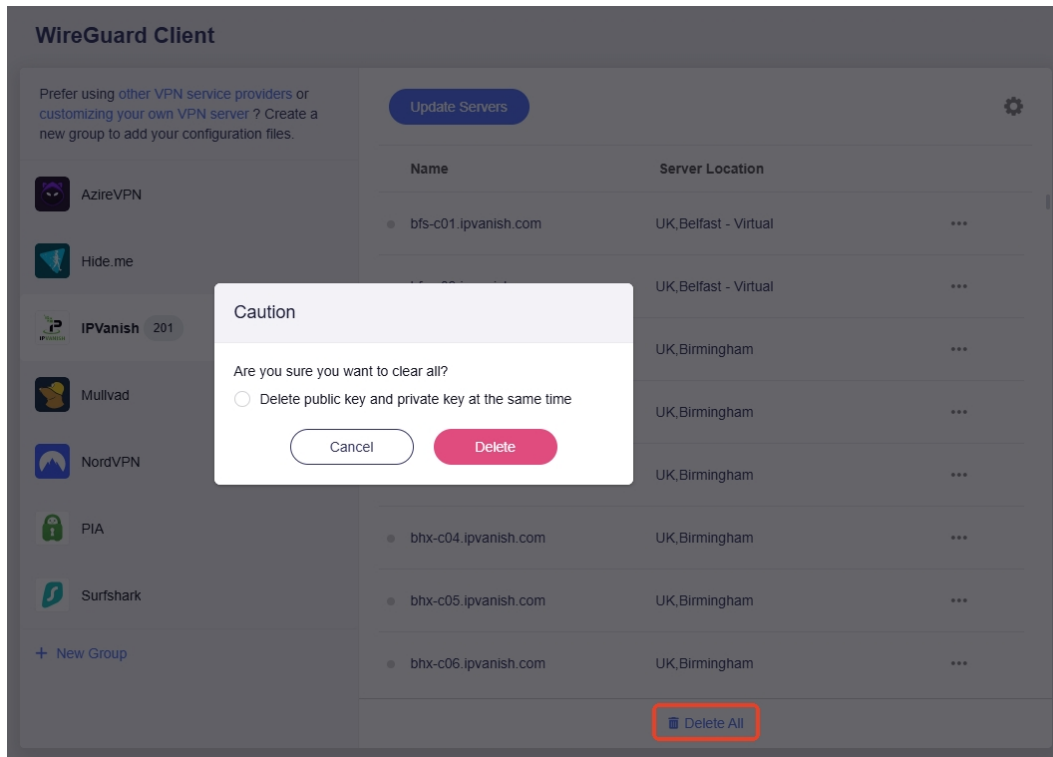 WireGuard Client
Prefer using other VPN service providers or
customizing your own VPN server ? Create a
new group to add your configuration files.
AzireVPN
Hide.me
IPVanish 201
Mullvad
NordVPN
PIA
Surfshark
+ New Group
Update Servers
Name Server Location
bfs-c01.ipvanish.com UK,Belfast - Virtual
UK,Belfast - Virtual
UK,Birmingham
UK,Birmingham
UK,Birmingham
bhx-c04.ipvanish.com UK,Birmingham
bhx-c05.ipvanish.com UK,Birmingham
bhx-c06.ipvanish.com UK,Birmingham
Delete All
Caution
Are you sure you want to clear all?
Delete public key and private key at the same time
Cancel Delete